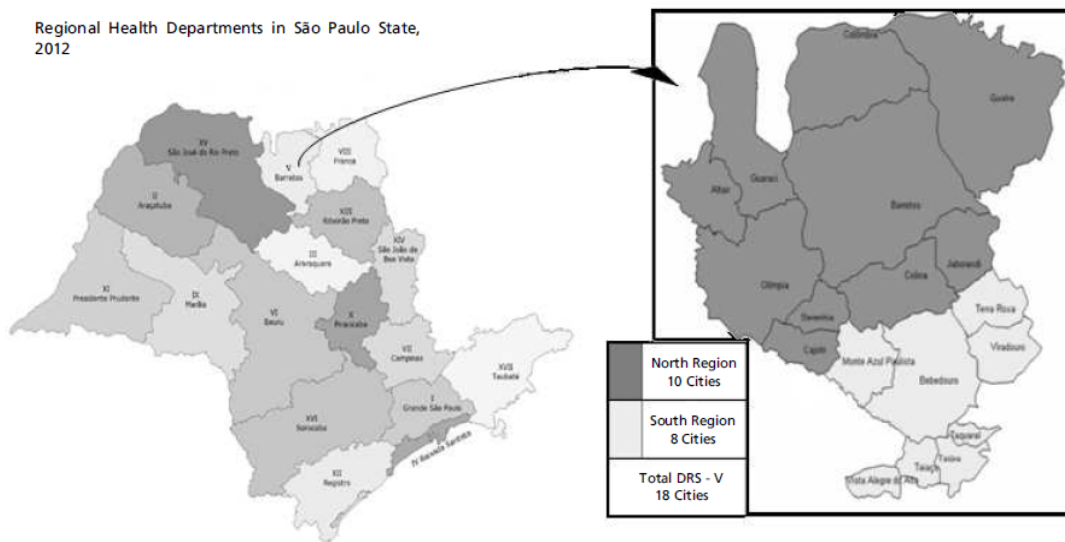 Regional Health Departments in São Paulo State,
2012
XV
São José do Rio Preto
V
Barretos
VIII
Franca
II
Araçatuba
XIII
Ribeirão Preto
XIV
São João da
Boa Vista
III
Araraquara
XI
Presidente Prudente
IX
Marília
VI
Bauru
X
Piracicaba
VII
Campinas
XVII
Taubaté
I
Grande São Paulo
XVI
Sorocaba
IV Baixada Santista
XII
Registro
Colômbia
Guaíra
Altair
Guaraci
Barretos
Jaborandi
Colina
Olímpia
Severínia
Cajobi
Terra Roxa
Viradouro
Monte Azul Paulista
Bebedouro
Taquaral
Taiúva
Taiaçu
Vista Alegre do Alto
North Region
10 Cities
South Region
8 Cities
Total DRS - V
18 Cities